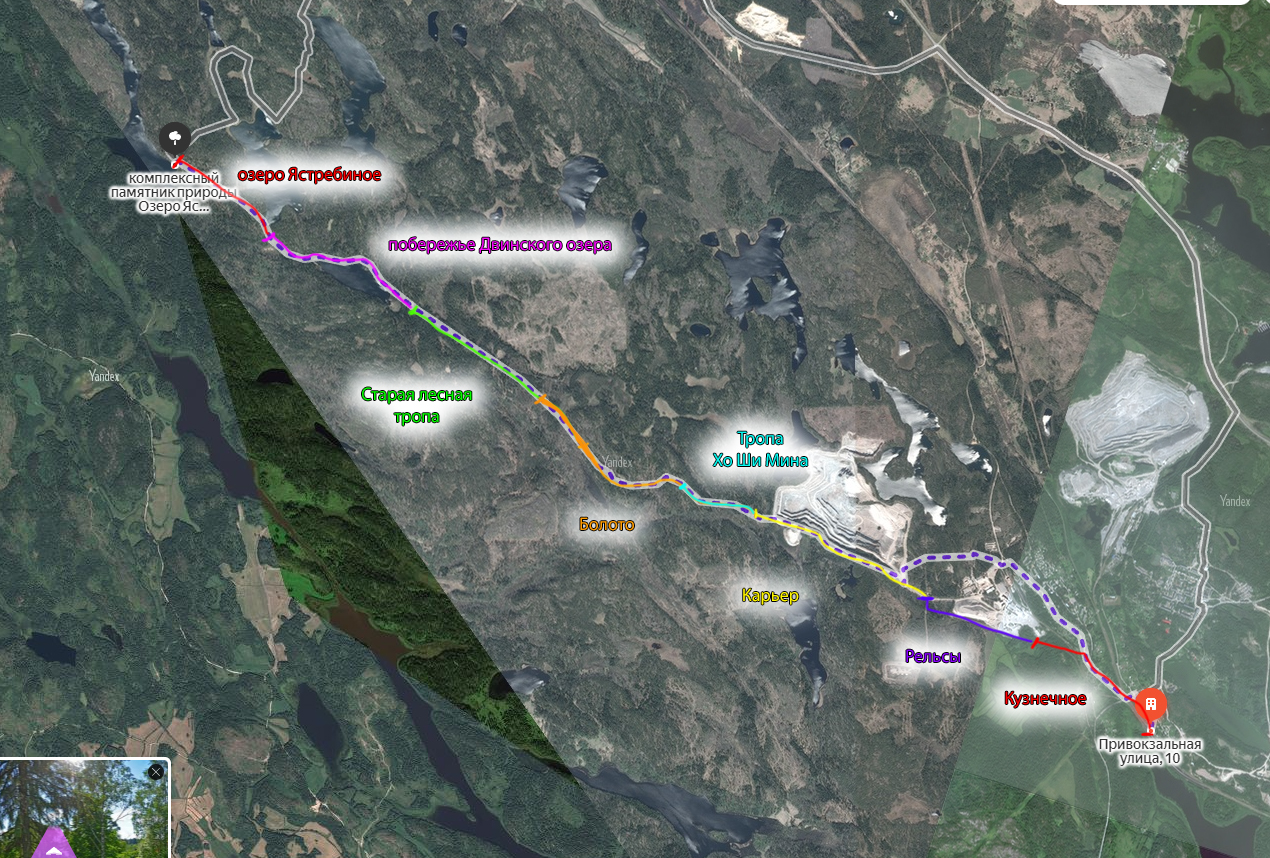 озеро Ястребиное
комплексный
памятник природы
Озеро Яс...
побережье Двинского озера
Yandex
Старая лесная
тропа
Тропа
Хо Ши Мина
Yandex
Yandex
Болото
Карьер
Рельсы
Кузнечное
Привокзальная
улица, 10